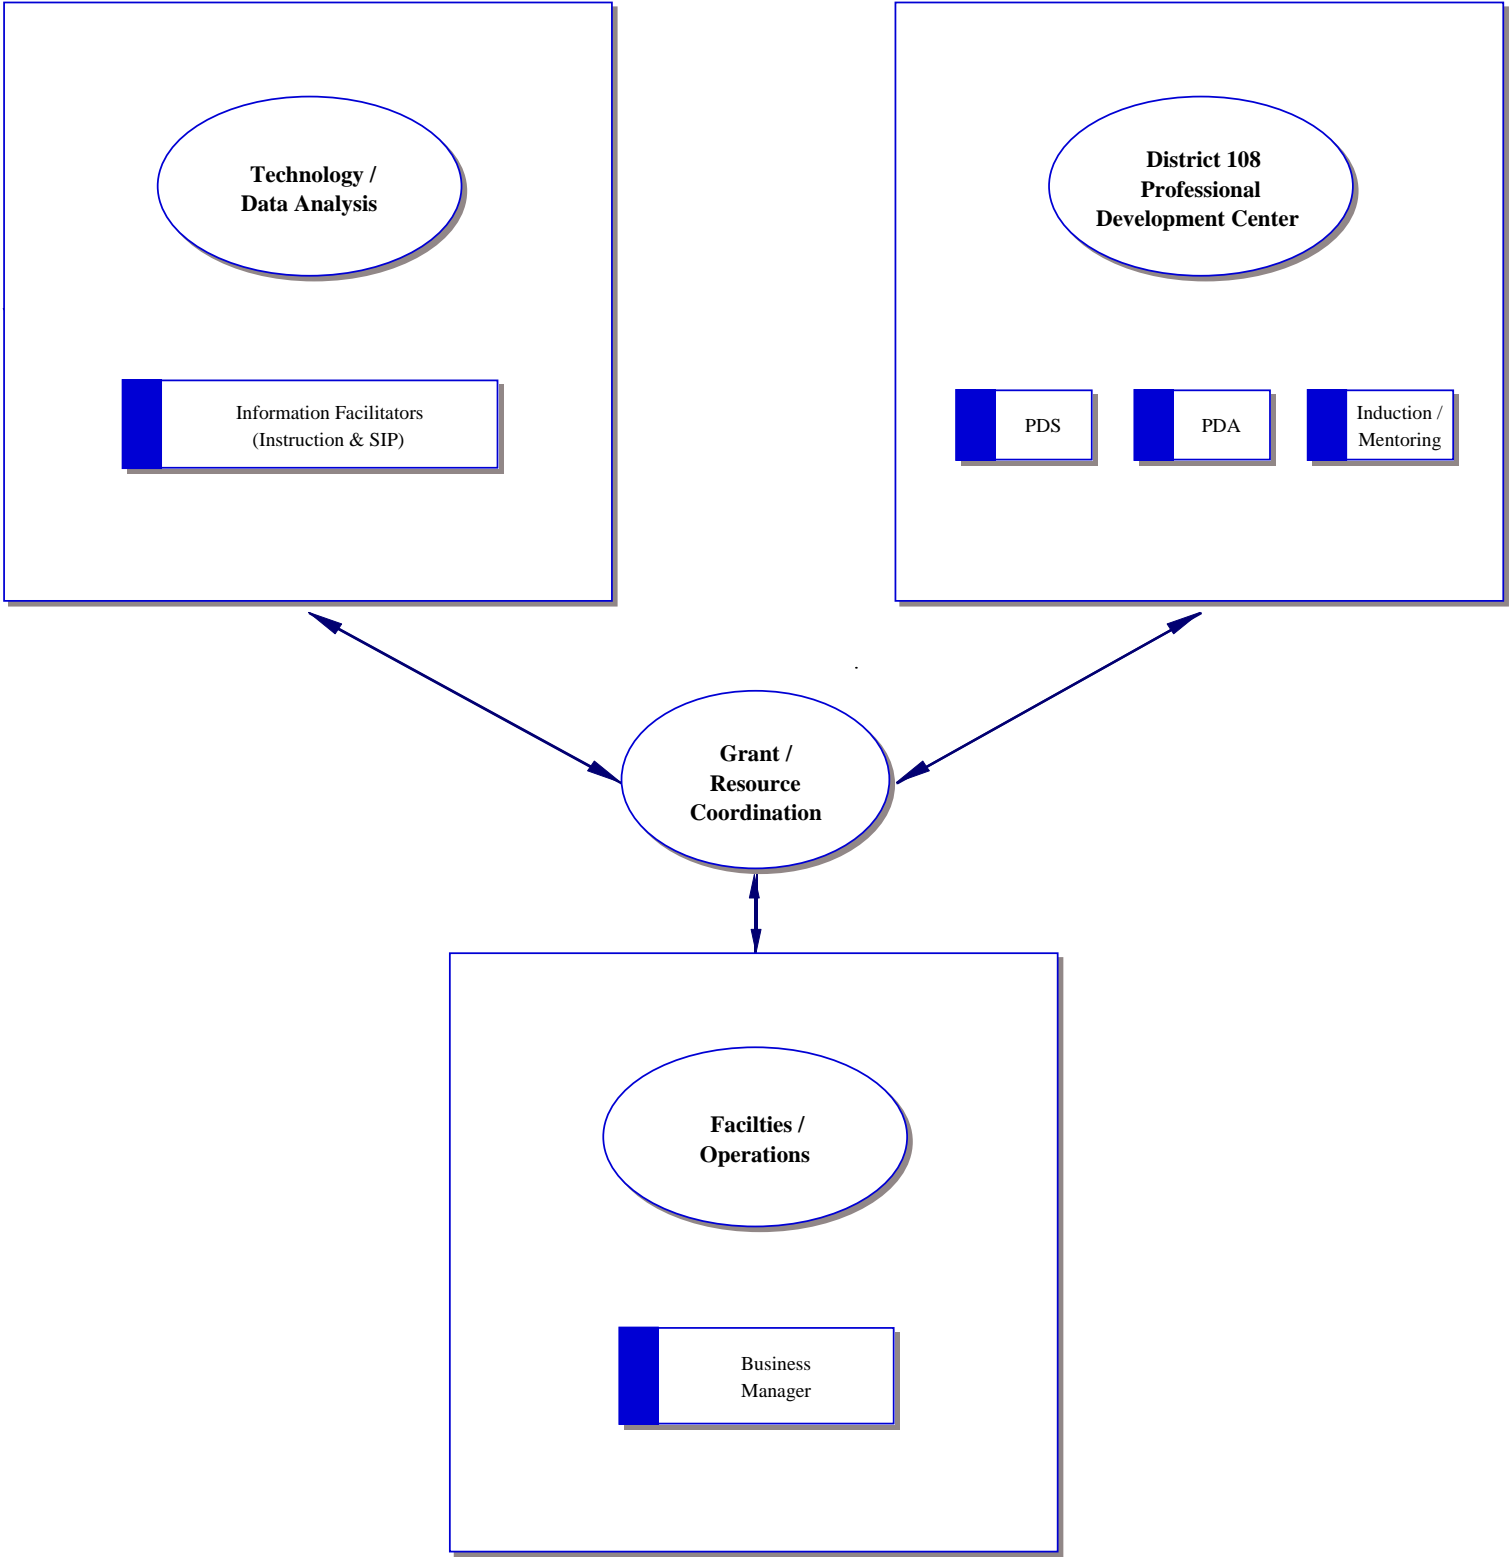 Technology /
Data Analysis
Information Facilitators
(Instruction & SIP)
District 108
Professional
Development Center
PDS
PDA
Induction /
Mentoring
Grant /
Resource
Coordination
Facilties /
Operations
Business
Manager